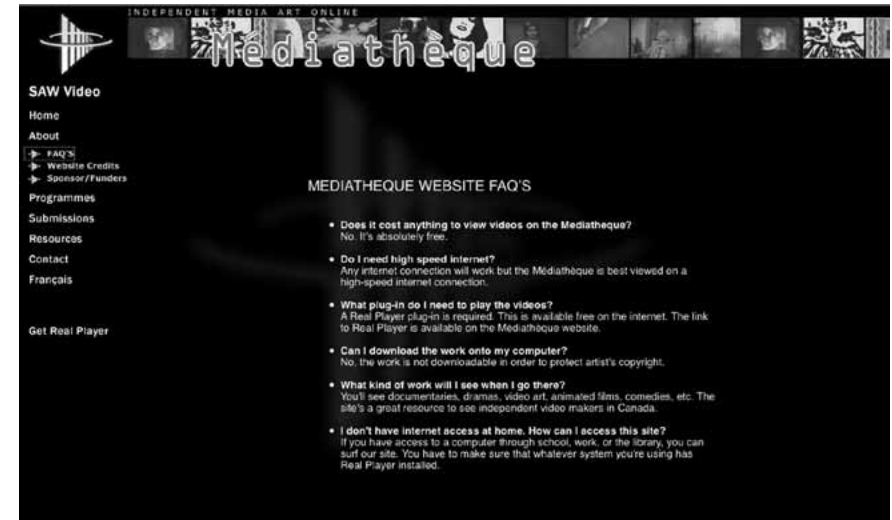 INDEPENDENT MEDIA ART ONLINE
Médiathèque
SAW Video
Home
About
FAQ'S
Website Credits
Sponsor/Funders
Programmes
Submissions
Resources
Contact
Français
Get Real Player
MEDIATHEQUE WEBSITE FAQ'S
• Does it cost anything to view videos on the Mediatheque?
No. It's absolutely free.
• Do I need high speed internet?
Any internet connection will work but the Médiathèque is best viewed on a
high-speed internet connection.
• What plug-in do I need to play the videos?
A Real Player plug-in is required. This is available free on the internet. The link
to Real Player is available on the Mediatheque website.
• Can I download the work onto my computer?
No, the work is not downloadable in order to protect artist's copyright.
• What kind of work will I see when I go there?
You'll see documentaries, dramas, video art, animated films, comedies, etc. The
site's a great resource to see independent video makers in Canada.
• I don't have internet access at home. How can I access this site?
If you have access to a computer through school, work, or the library, you can
surf our site. You have to make sure that whatever system you're using has
Real Player installed.